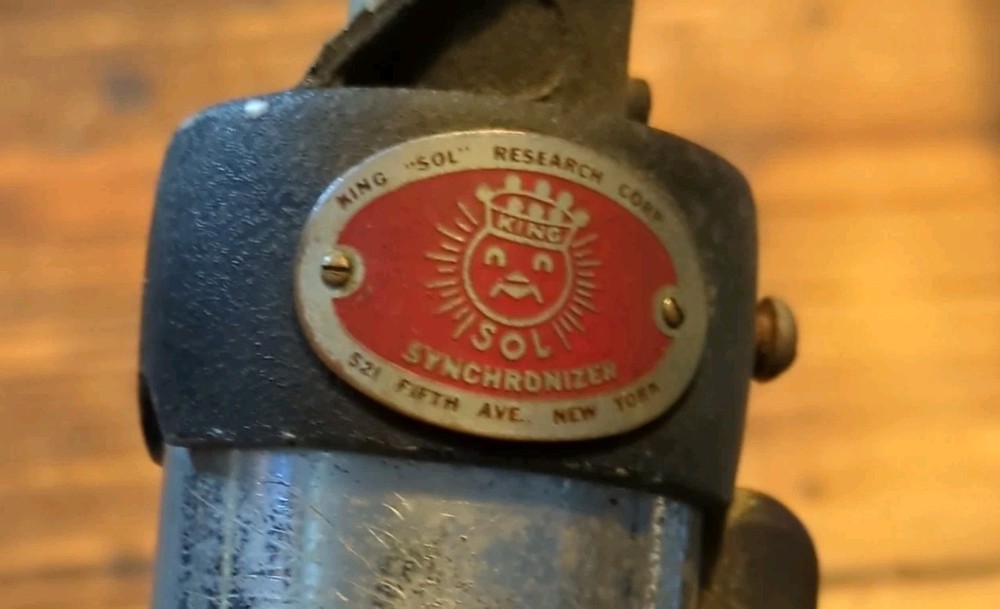 KING "SOL" RESEARCH CORP.
KING
SOL
SYNCHRONIZER
521 FIFTH AVE. NEW YORK